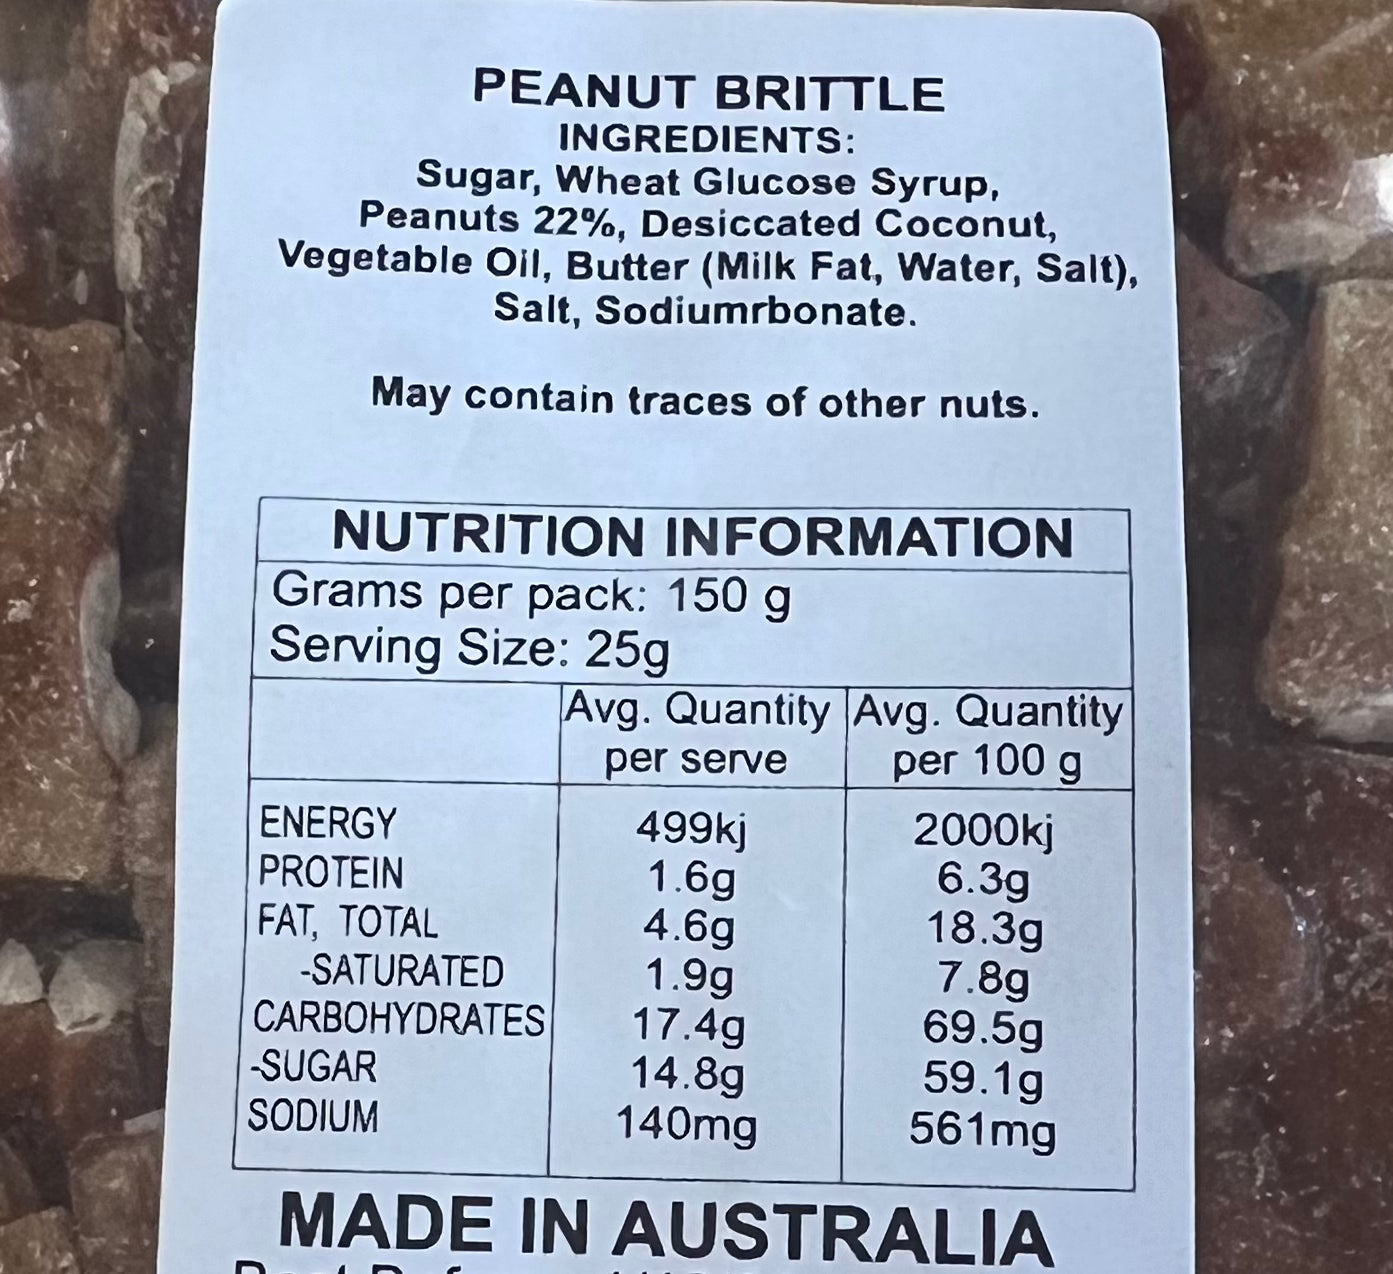 PEANUT BRITTLE
INGREDIENTS:
Sugar, Wheat Glucose Syrup,
Peanuts 22%, Desiccated Coconut,
Vegetable Oil, Butter (Milk Fat, Water, Salt),
Salt, Sodiumrbonate.
May contain traces of other nuts.
NUTRITION INFORMATION
Grams per pack: 150 g
Serving Size: 25g
Avg. Quantity per serve Avg. Quantity per 100 g
ENERGY 499kj 2000kj
PROTEIN 1.6g 6.3g
FAT, TOTAL 4.6g 18.3g
-SATURATED 1.9g 7.8g
CARBOHYDRATES 17.4g 69.5g
-SUGAR 14.8g 59.1g
SODIUM 140mg 561mg
MADE IN AUSTRALIA